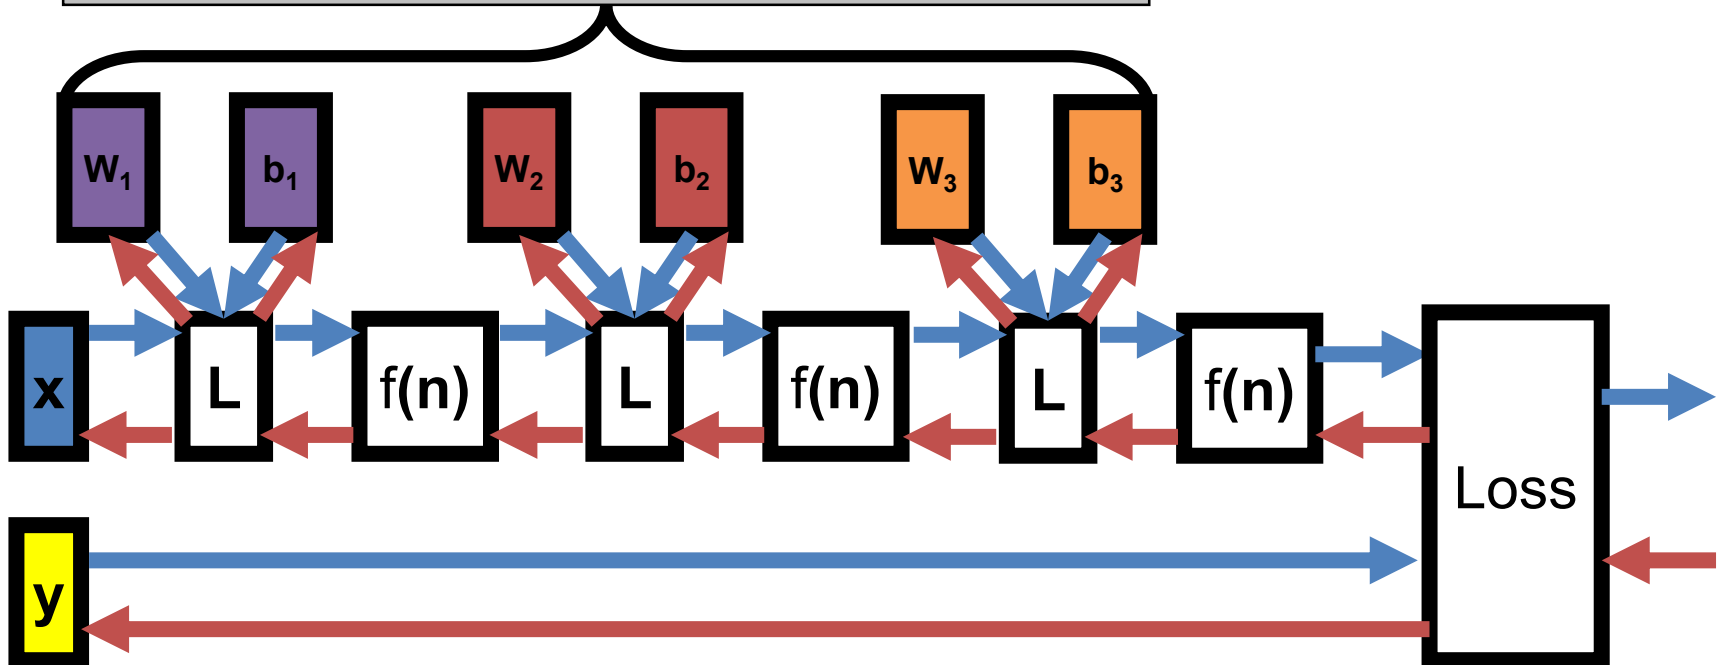 W1 b1 W2 b2 W3 b3
x L f(n) L f(n) L f(n)
Loss
y